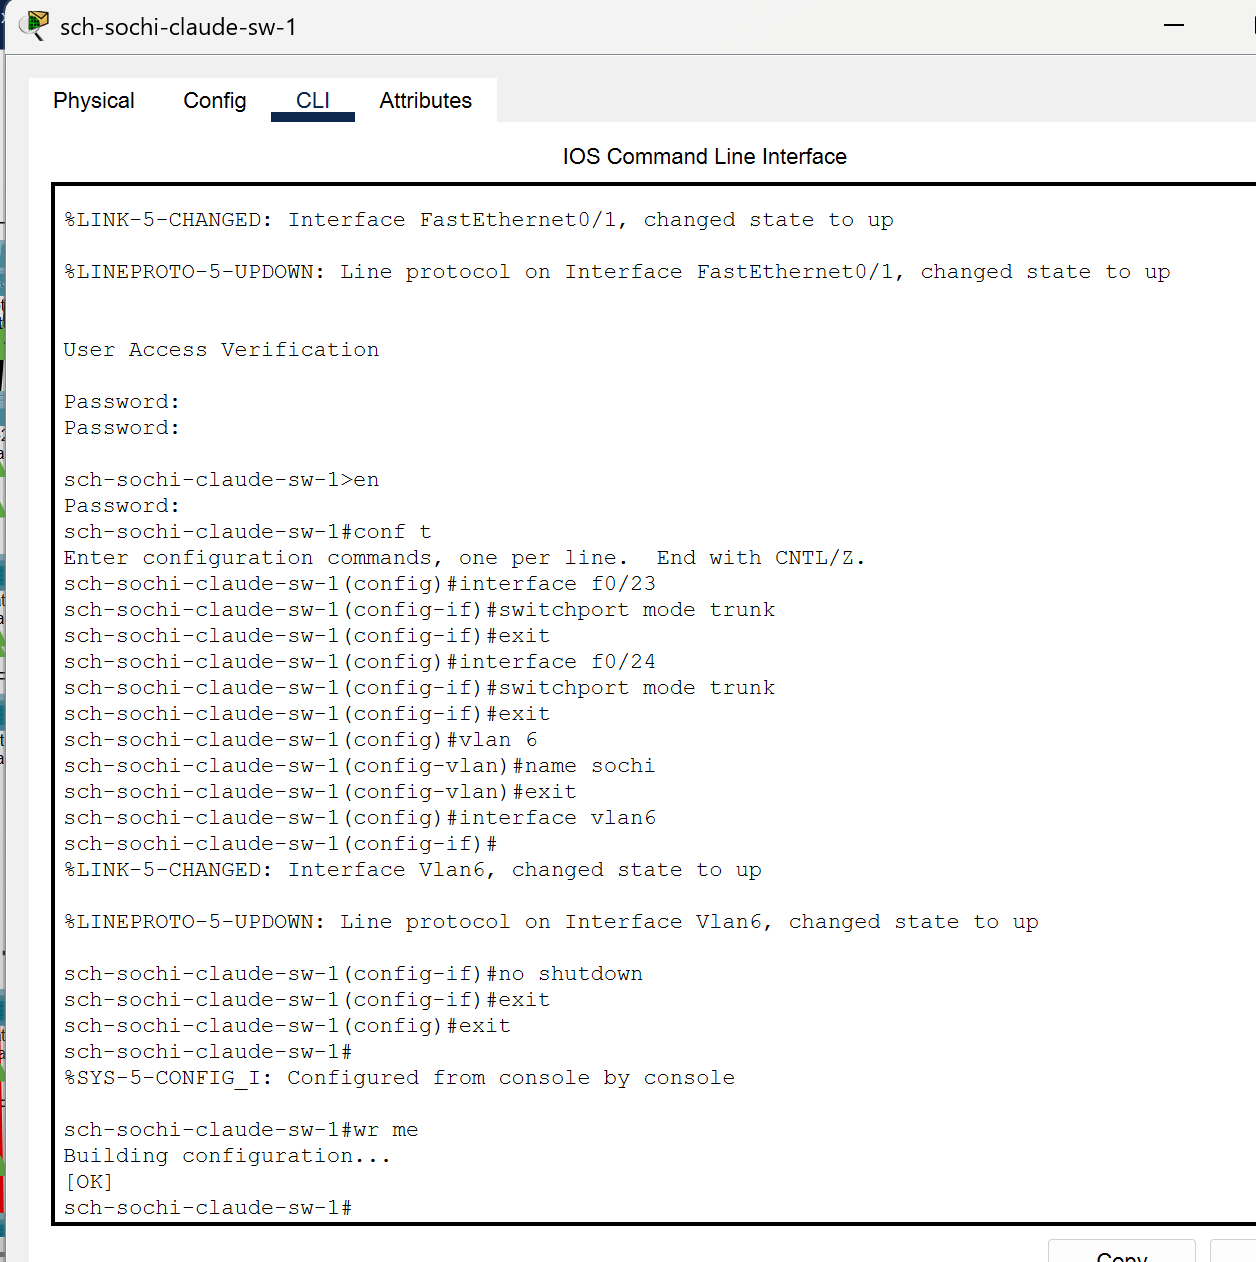 sch-sochi-claude-sw-1
Physical Config CLI Attributes
IOS Command Line Interface
%LINK-5-CHANGED: Interface FastEthernet0/1, changed state to up
%LINEPROTO-5-UPDOWN: Line protocol on Interface FastEthernet0/1, changed state to up
User Access Verification
Password:
Password:
sch-sochi-claude-sw-1>en
Password:
sch-sochi-claude-sw-1#conf t
Enter configuration commands, one per line.  End with CNTL/Z.
sch-sochi-claude-sw-1(config)#interface f0/23
sch-sochi-claude-sw-1(config-if)#switchport mode trunk
sch-sochi-claude-sw-1(config-if)#exit
sch-sochi-claude-sw-1(config)#interface f0/24
sch-sochi-claude-sw-1(config-if)#switchport mode trunk
sch-sochi-claude-sw-1(config-if)#exit
sch-sochi-claude-sw-1(config)#vlan 6
sch-sochi-claude-sw-1(config-vlan)#name sochi
sch-sochi-claude-sw-1(config-vlan)#exit
sch-sochi-claude-sw-1(config)#interface vlan6
sch-sochi-claude-sw-1(config-if)#
%LINK-5-CHANGED: Interface Vlan6, changed state to up
%LINEPROTO-5-UPDOWN: Line protocol on Interface Vlan6, changed state to up
sch-sochi-claude-sw-1(config-if)#no shutdown
sch-sochi-claude-sw-1(config-if)#exit
sch-sochi-claude-sw-1(config)#exit
sch-sochi-claude-sw-1#
%SYS-5-CONFIG_I: Configured from console by console
sch-sochi-claude-sw-1#wr me
Building configuration...
[OK]
sch-sochi-claude-sw-1#
Copy